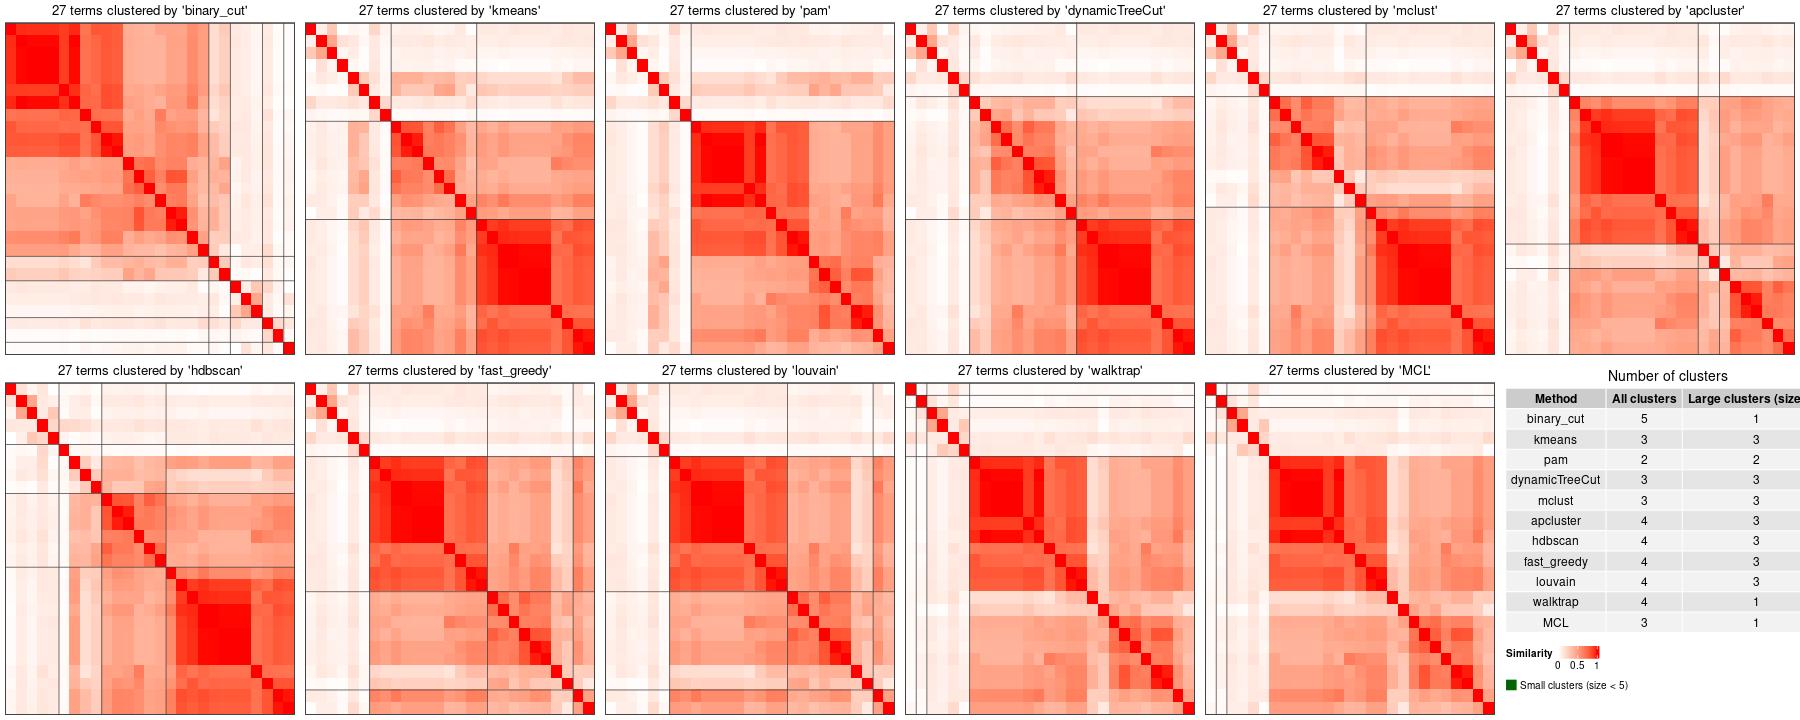 27 terms clustered by 'binary_cut'
27 terms clustered by 'kmeans'
27 terms clustered by 'pam'
27 terms clustered by 'dynamicTreeCut'
27 terms clustered by 'mclust'
27 terms clustered by 'apcluster'
27 terms clustered by 'hdbscan'
27 terms clustered by 'fast_greedy'
27 terms clustered by 'louvain'
27 terms clustered by 'walktrap'
27 terms clustered by 'MCL'
Number of clusters
Method All clusters Large clusters (size
binary_cut 5 1
kmeans 3 3
pam 2 2
dynamicTreeCut 3 3
mclust 3 3
apcluster 4 3
hdbscan 4 3
fast_greedy 4 3
louvain 4 3
walktrap 4 1
MCL 3 1
Similarity
0 0.5 1
Small clusters (size < 5)